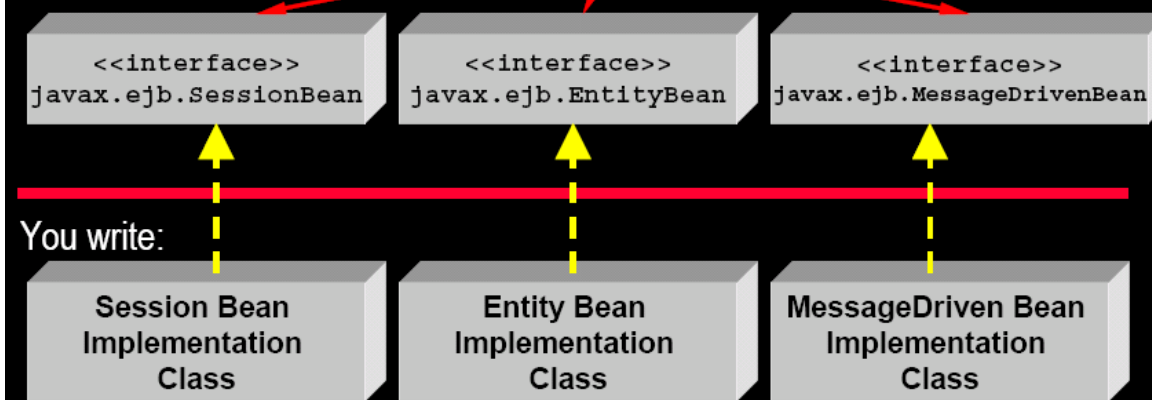 <<interface>>
javax.ejb.SessionBean
<<interface>>
javax.ejb.EntityBean
<<interface>>
javax.ejb.MessageDrivenBean
You write:
Session Bean
Implementation
Class
Entity Bean
Implementation
Class
MessageDriven Bean
Implementation
Class